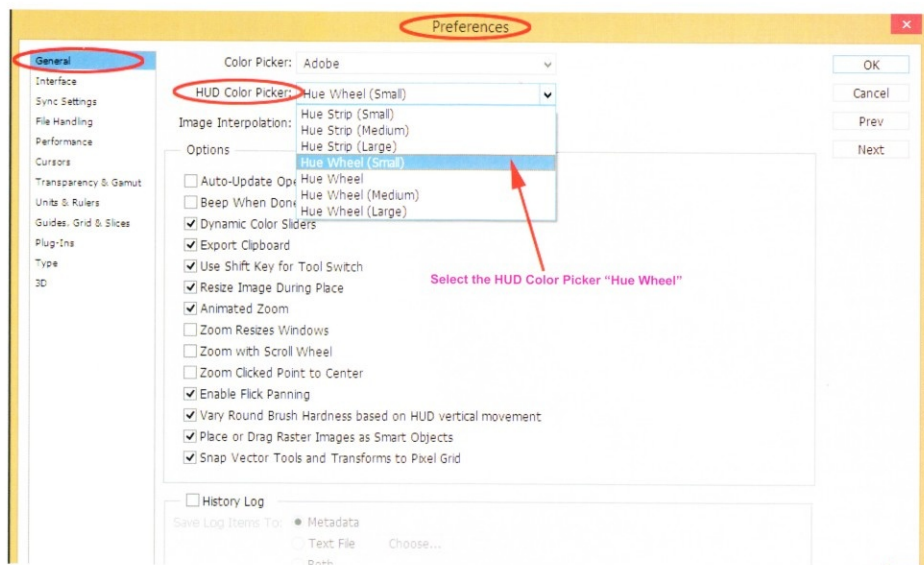 Preferences
General
Interface
Sync Settings
File Handling
Performance
Cursors
Transparency & Gamut
Units & Rulers
Guides, Grid & Slices
Plug-Ins
Type
3D
Color Picker: Adobe
HUD Color Picker: Hue Wheel (Small)
Hue Strip (Small)
Hue Strip (Medium)
Hue Strip (Large)
Hue Wheel (Small)
Hue Wheel
Hue Wheel (Medium)
Hue Wheel (Large)
Image Interpolation:
Options
Auto-Update Ope
Beep When Done
Dynamic Color Sliders
Export Clipboard
Use Shift Key for Tool Switch
Resize Image During Place
Animated Zoom
Zoom Resizes Windows
Zoom with Scroll Wheel
Zoom Clicked Point to Center
Enable Flick Panning
Vary Round Brush Hardness based on HUD vertical movement
Place or Drag Raster Images as Smart Objects
Snap Vector Tools and Transforms to Pixel Grid
Select the HUD Color Picker “Hue Wheel”
History Log
Save Log Items To: Metadata
Text File Choose...
Both
OK
Cancel
Prev
Next